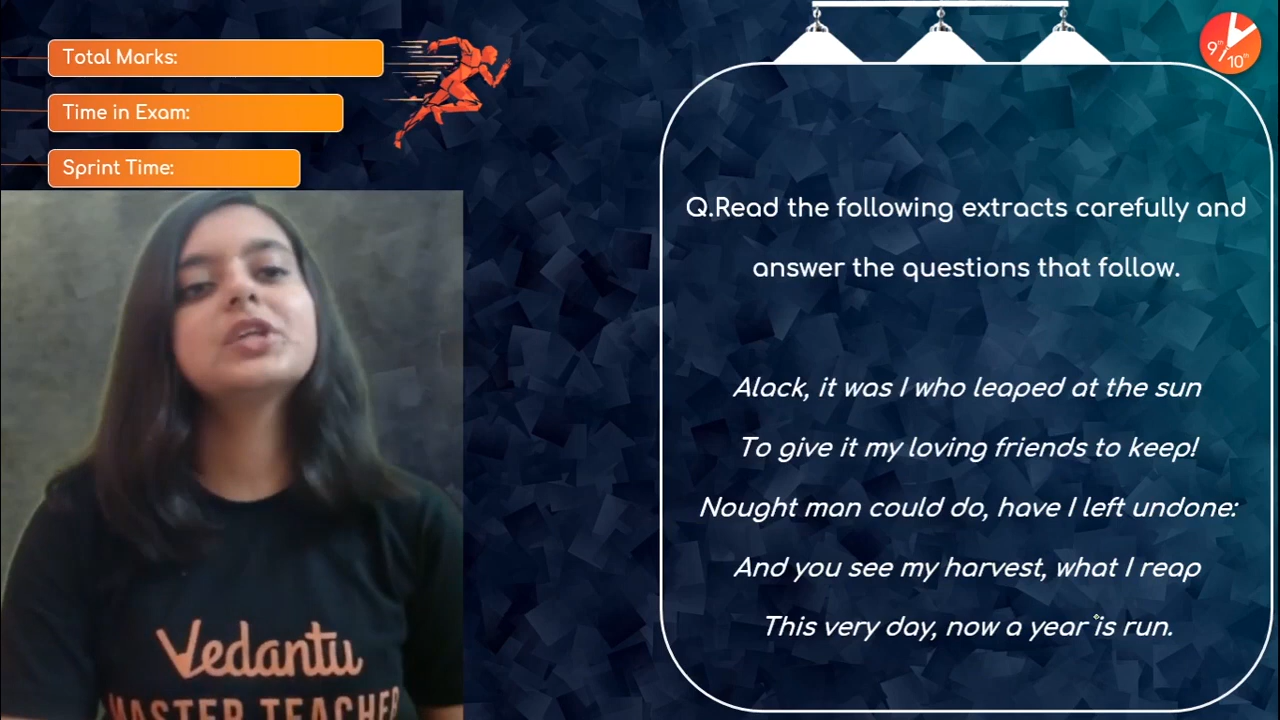 Total Marks:
Time in Exam:
Sprint Time:
9th/10th
Q.Read the following extracts carefully and
answer the questions that follow.
Alack, it was I who leaped at the sun
To give it my loving friends to keep!
Nought man could do, have I left undone:
And you see my harvest, what I reap
This very day, now a year is run.
Vedantu
MASTER TEACHER